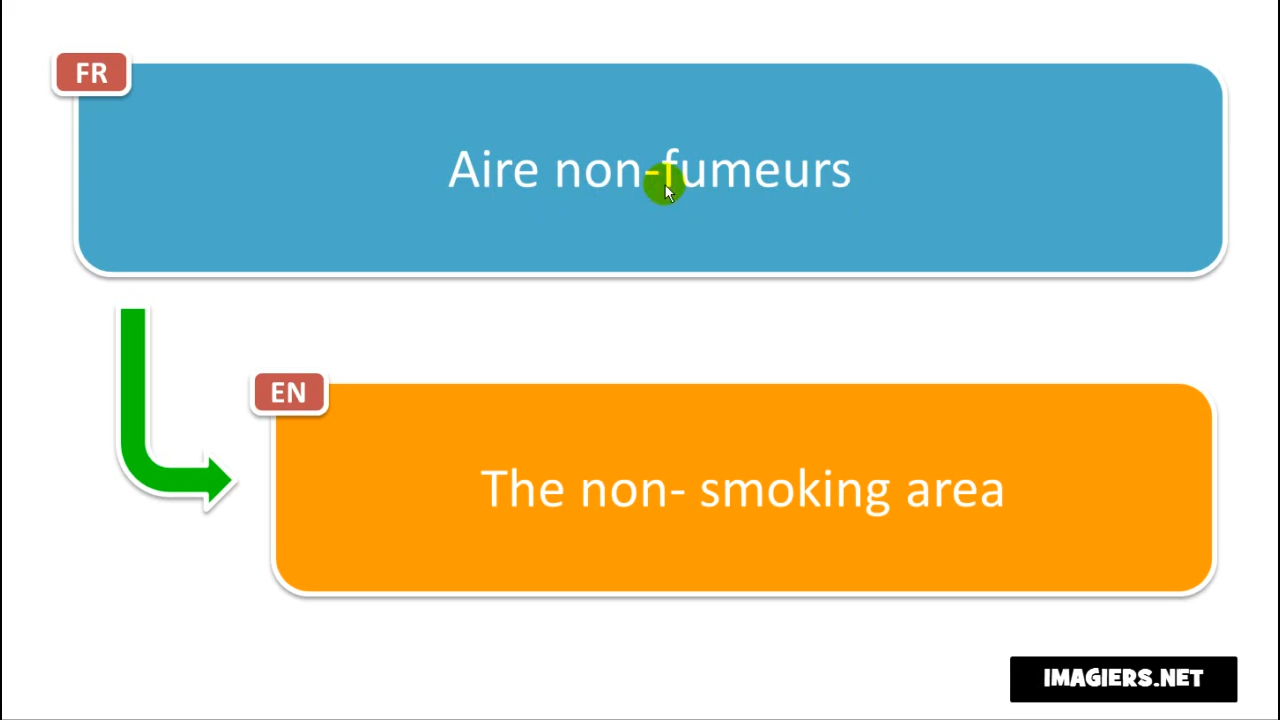 FR
Aire non-fumeurs
EN
The non- smoking area
IMAGIERS.NET